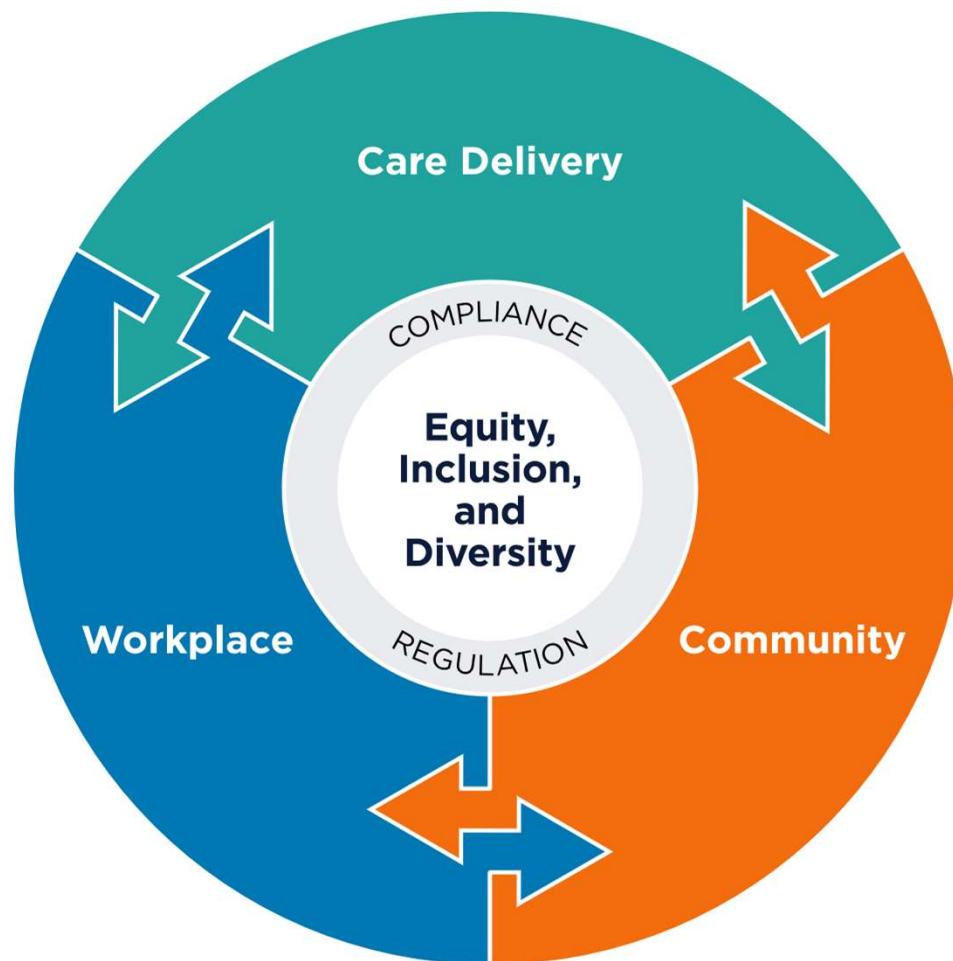 Care Delivery
COMPLIANCE
Equity,
Inclusion,
and
Diversity
Workplace
REGULATION
Community